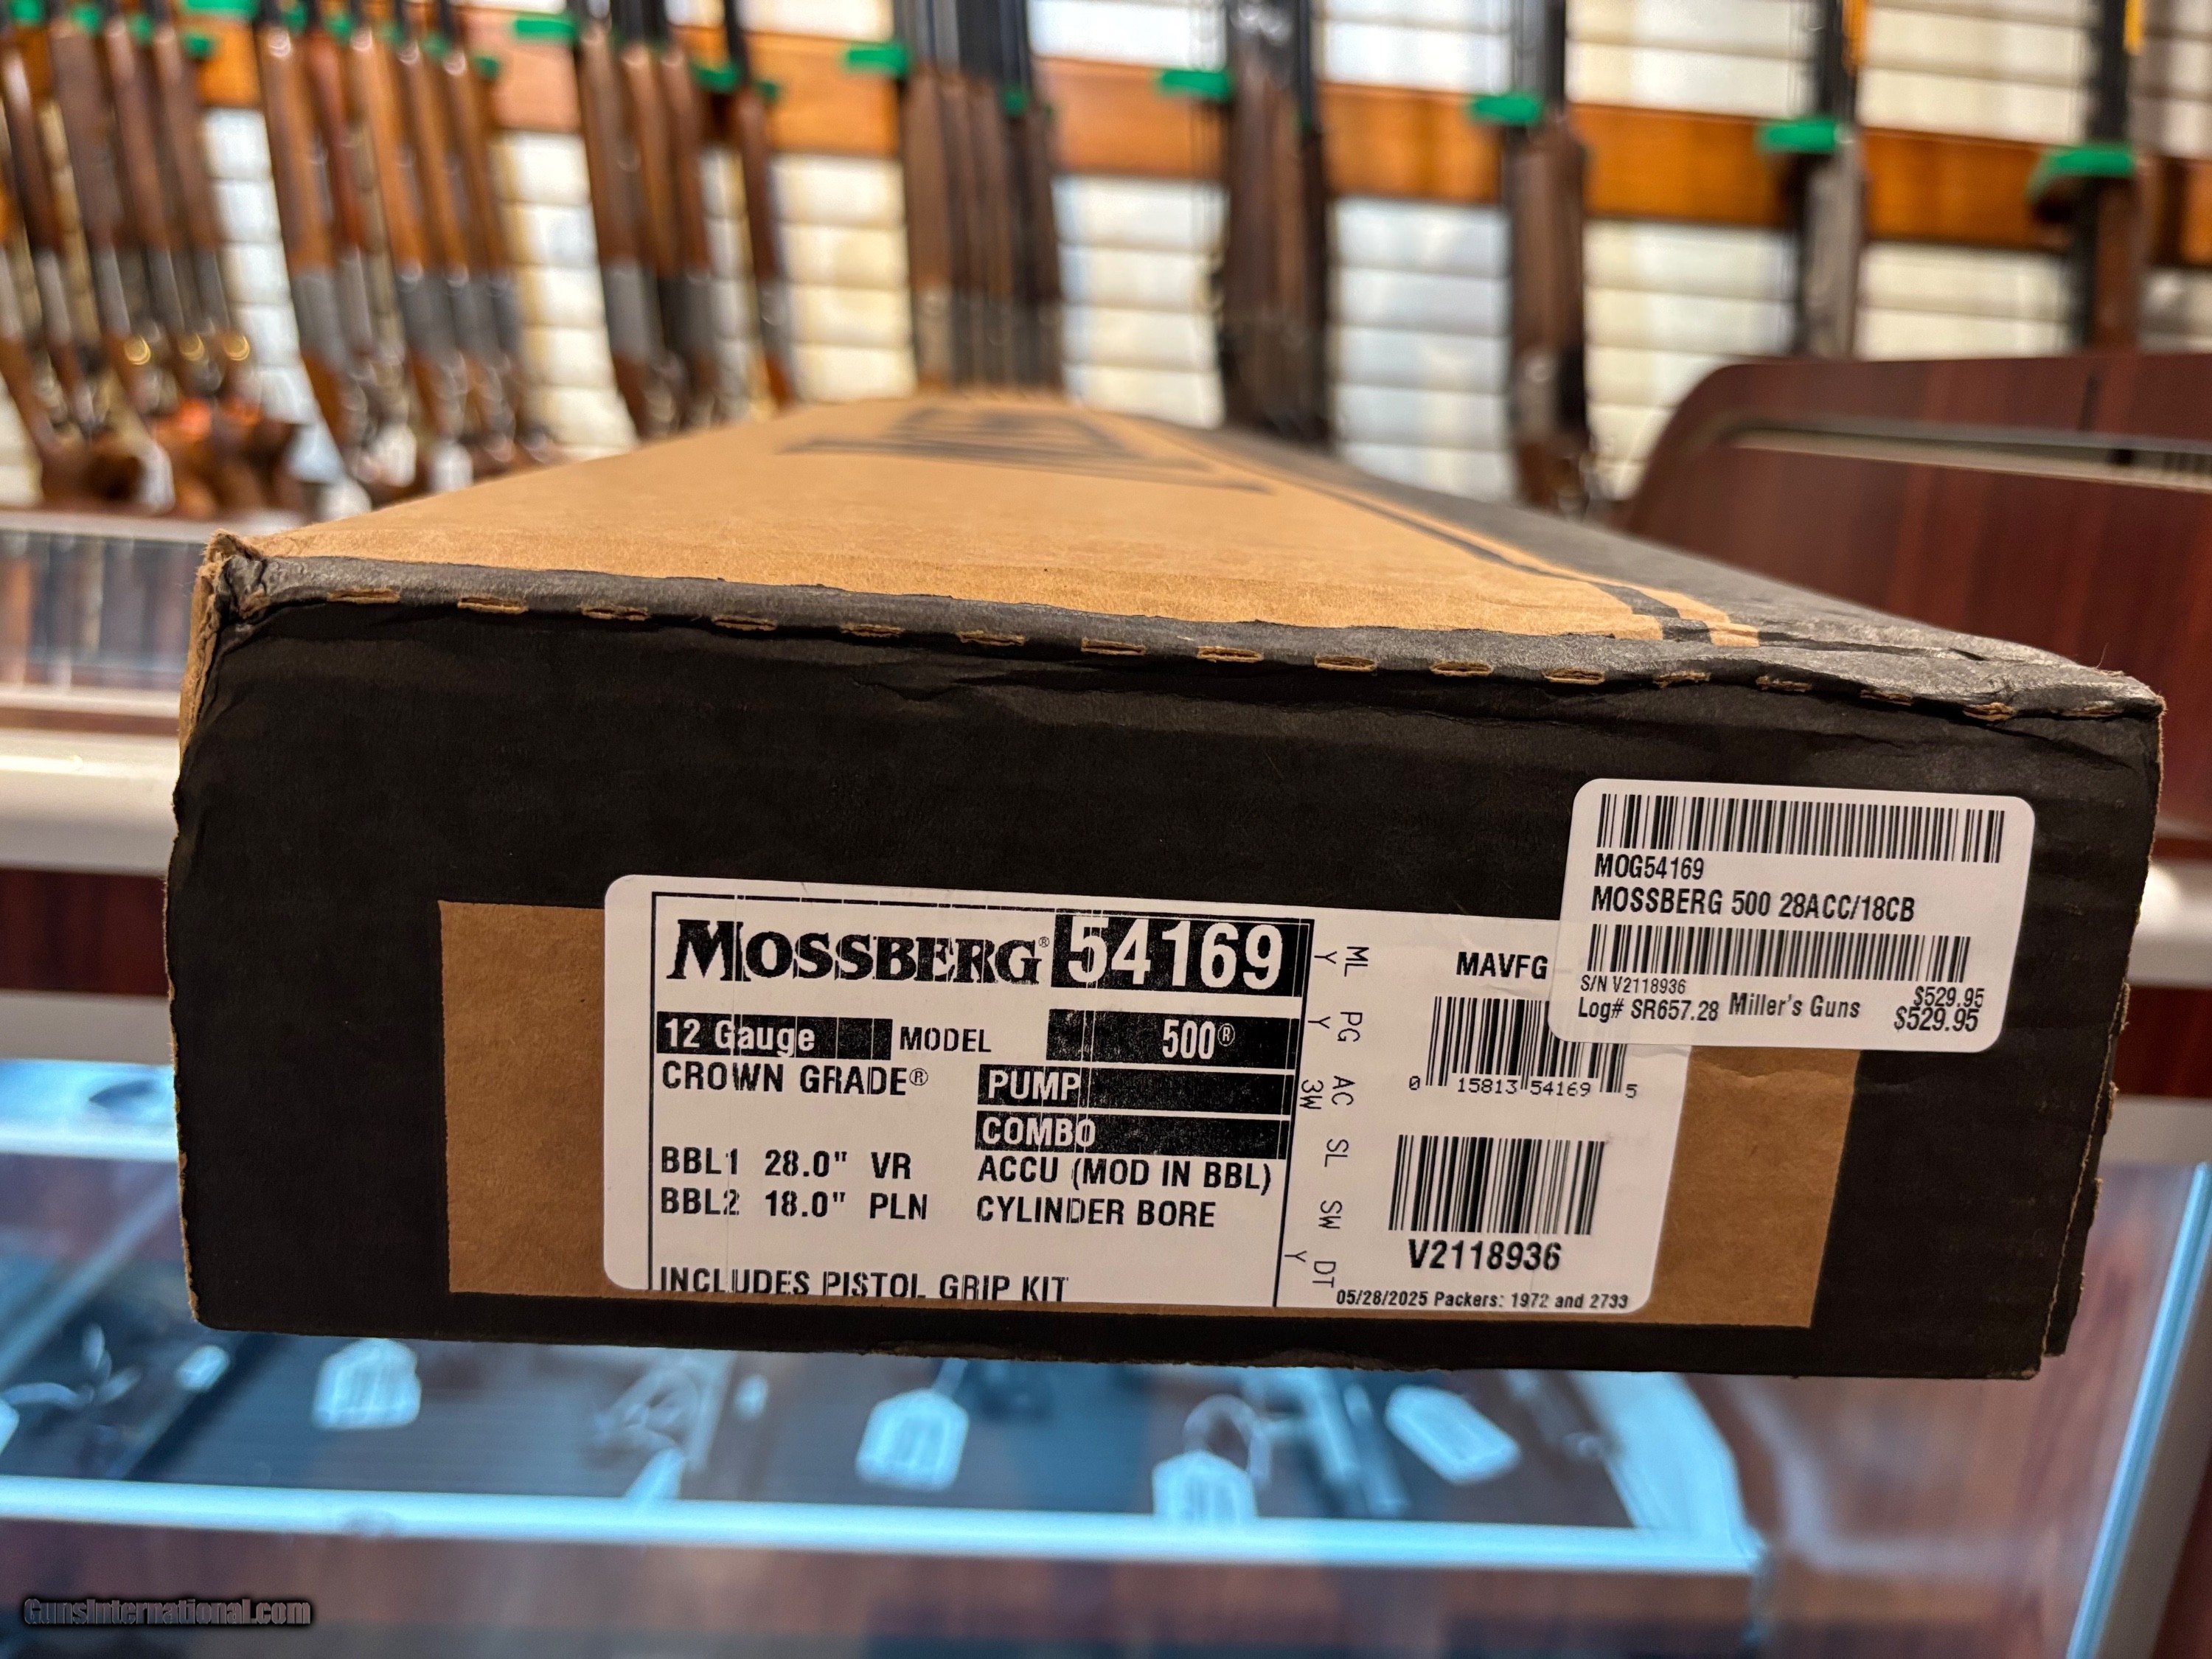 MOG54169
MOSSBERG 500 28ACC/18CB
S/N V2118936
$529.95
Log# SR657.28 Miller's Guns $529.95
MOSSBERG® 54169
12 Gauge MODEL 500®
CROWN GRADE® PUMP
COMBO
BBL1 28.0" VR ACCU (MOD IN BBL)
BBL2 18.0" PLN CYLINDER BORE
INCLUDES PISTOL GRIP KIT
ML PG AC SL SW DT
Y Y 3W Y
MAVFG
0 15813 54169 5
V2118936
05/28/2025 Packers: 1972 and 2733
GunsInternational.com